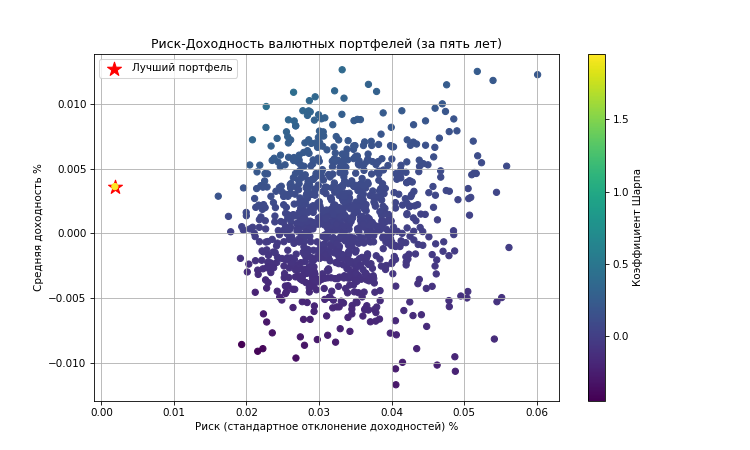 Риск-Доходность валютных портфелей (за пять лет)
Лучший портфель
Средняя доходность %
0.010
0.005
0.000
−0.005
−0.010
0.00 0.01 0.02 0.03 0.04 0.05 0.06
Риск (стандартное отклонение доходностей) %
1.5
1.0
0.5
0.0
Коэффициент Шарпа